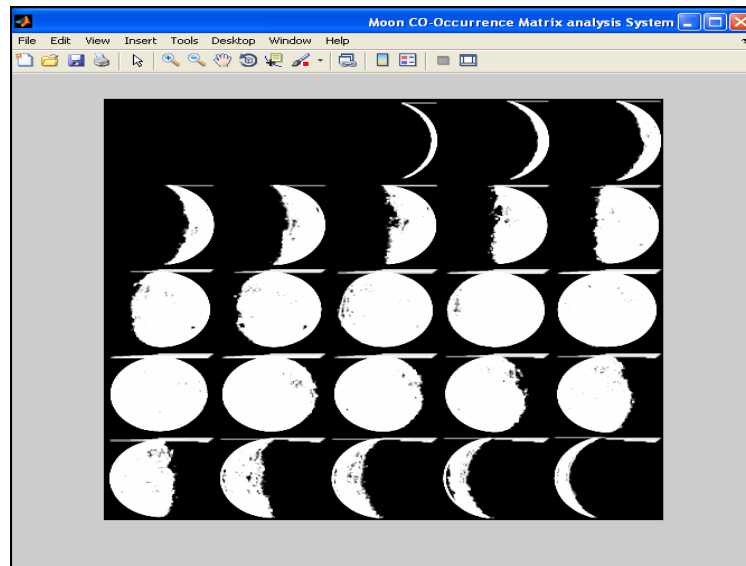 Moon CO-Occurrence Matrix analysis System
File Edit View Insert Tools Desktop Window Help